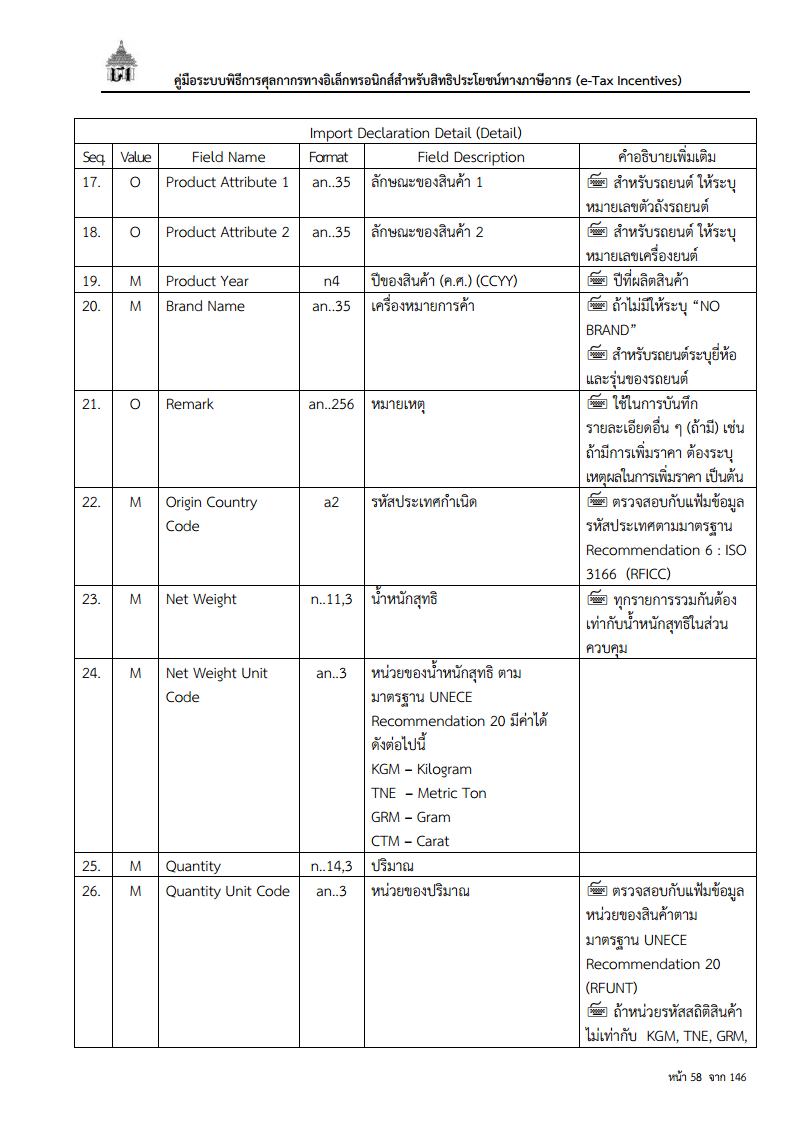 คู่มือระบบพิธีการศุลกากรทางอิเล็กทรอนิกส์สำหรับสิทธิประโยชน์ทางภาษีอากร (e-Tax Incentives)
Import Declaration Detail (Detail)
Seq. Value Field Name Format Field Description คำอธิบายเพิ่มเติม
17. O Product Attribute 1 an..35 ลักษณะของสินค้า 1 สำหรับรถยนต์ ให้ระบุ
หมายเลขตัวถังรถยนต์
18. O Product Attribute 2 an..35 ลักษณะของสินค้า 2 สำหรับรถยนต์ ให้ระบุ
หมายเลขเครื่องยนต์
19. M Product Year n4 ปีของสินค้า (ค.ศ.) (CCYY) ปีที่ผลิตสินค้า
20. M Brand Name an..35 เครื่องหมายการค้า ถ้าไม่มีให้ระบุ “NO
BRAND”
สำหรับรถยนต์ระบุยี่ห้อ
และรุ่นของรถยนต์
21. O Remark an..256 หมายเหตุ ใช้ในการบันทึก
รายละเอียดอื่น ๆ (ถ้ามี) เช่น
ถ้ามีการเพิ่มราคา ต้องระบุ
เหตุผลในการเพิ่มราคา เป็นต้น
22. M Origin Country a2 รหัสประเทศกำเนิด ตรวจสอบกับแฟ้มข้อมูล
Code รหัสประเทศตามมาตรฐาน
Recommendation 6 : ISO
3166 (RFICC)
23. M Net Weight n..11,3 น้ำหนักสุทธิ ทุกรายการรวมกันต้อง
เท่ากับน้ำหนักสุทธิในส่วน
ควบคุม
24. M Net Weight Unit an..3 หน่วยของน้ำหนักสุทธิ ตาม
Code มาตรฐาน UNECE
Recommendation 20 มีค่าได้
ดังต่อไปนี้
KGM – Kilogram
TNE – Metric Ton
GRM – Gram
CTM – Carat
25. M Quantity n..14,3 ปริมาณ
26. M Quantity Unit Code an..3 หน่วยของปริมาณ ตรวจสอบกับแฟ้มข้อมูล
หน่วยของสินค้าตาม
มาตรฐาน UNECE
Recommendation 20
(RFUNT)
ถ้าหน่วยรหัสสถิติสินค้า
ไม่เท่ากับ KGM, TNE, GRM,
หน้า 58 จาก 146